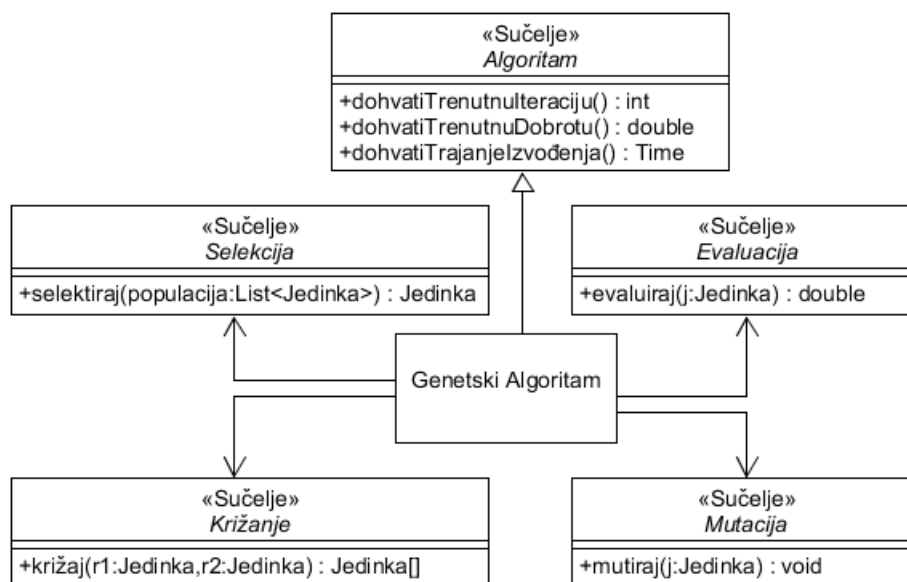 «Sučelje»
Algoritam
+dohvatiTrenutnuIteraciju() : int
+dohvatiTrenutnuDobrotu() : double
+dohvatiTrajanjeIzvođenja() : Time
«Sučelje»
Selekcija
+selektiraj(populacija:List<Jedinka>) : Jedinka
«Sučelje»
Evaluacija
+evaluiraj(j:Jedinka) : double
Genetski Algoritam
«Sučelje»
Križanje
+križaj(r1:Jedinka,r2:Jedinka) : Jedinka[]
«Sučelje»
Mutacija
+mutiraj(j:Jedinka) : void